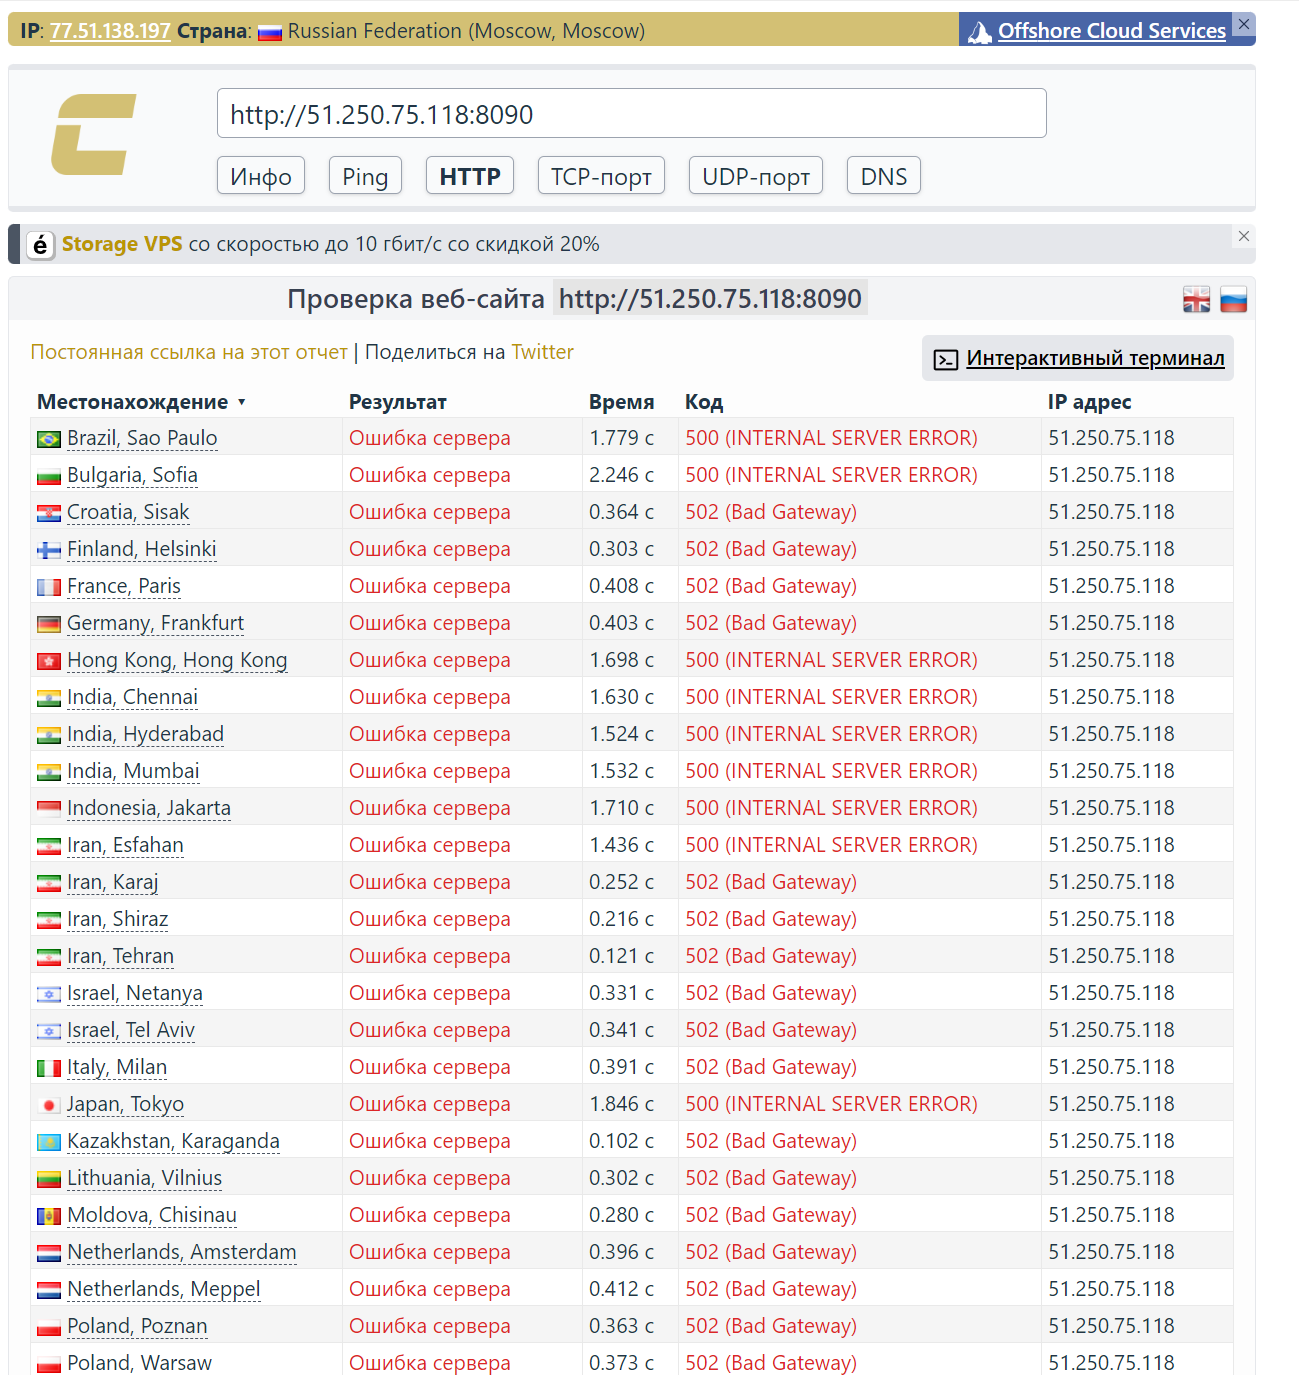 IP: 77.51.138.197 Страна: Russian Federation (Moscow, Moscow)
Offshore Cloud Services
http://51.250.75.118:8090
Инфо Ping HTTP TCP-порт UDP-порт DNS
é Storage VPS со скоростью до 10 гбит/с со скидкой 20%
Проверка веб-сайта http://51.250.75.118:8090
Постоянная ссылка на этот отчет | Поделиться на Twitter
Интерактивный терминал
Местонахождение ▼ Результат Время Код IP адрес
Brazil, Sao Paulo Ошибка сервера 1.779 с 500 (INTERNAL SERVER ERROR) 51.250.75.118
Bulgaria, Sofia Ошибка сервера 2.246 с 500 (INTERNAL SERVER ERROR) 51.250.75.118
Croatia, Sisak Ошибка сервера 0.364 с 502 (Bad Gateway) 51.250.75.118
Finland, Helsinki Ошибка сервера 0.303 с 502 (Bad Gateway) 51.250.75.118
France, Paris Ошибка сервера 0.408 с 502 (Bad Gateway) 51.250.75.118
Germany, Frankfurt Ошибка сервера 0.403 с 502 (Bad Gateway) 51.250.75.118
Hong Kong, Hong Kong Ошибка сервера 1.698 с 500 (INTERNAL SERVER ERROR) 51.250.75.118
India, Chennai Ошибка сервера 1.630 с 500 (INTERNAL SERVER ERROR) 51.250.75.118
India, Hyderabad Ошибка сервера 1.524 с 500 (INTERNAL SERVER ERROR) 51.250.75.118
India, Mumbai Ошибка сервера 1.532 с 500 (INTERNAL SERVER ERROR) 51.250.75.118
Indonesia, Jakarta Ошибка сервера 1.710 с 500 (INTERNAL SERVER ERROR) 51.250.75.118
Iran, Esfahan Ошибка сервера 1.436 с 500 (INTERNAL SERVER ERROR) 51.250.75.118
Iran, Karaj Ошибка сервера 0.252 с 502 (Bad Gateway) 51.250.75.118
Iran, Shiraz Ошибка сервера 0.216 с 502 (Bad Gateway) 51.250.75.118
Iran, Tehran Ошибка сервера 0.121 с 502 (Bad Gateway) 51.250.75.118
Israel, Netanya Ошибка сервера 0.331 с 502 (Bad Gateway) 51.250.75.118
Israel, Tel Aviv Ошибка сервера 0.341 с 502 (Bad Gateway) 51.250.75.118
Italy, Milan Ошибка сервера 0.391 с 502 (Bad Gateway) 51.250.75.118
Japan, Tokyo Ошибка сервера 1.846 с 500 (INTERNAL SERVER ERROR) 51.250.75.118
Kazakhstan, Karaganda Ошибка сервера 0.102 с 502 (Bad Gateway) 51.250.75.118
Lithuania, Vilnius Ошибка сервера 0.302 с 502 (Bad Gateway) 51.250.75.118
Moldova, Chisinau Ошибка сервера 0.280 с 502 (Bad Gateway) 51.250.75.118
Netherlands, Amsterdam Ошибка сервера 0.396 с 502 (Bad Gateway) 51.250.75.118
Netherlands, Meppel Ошибка сервера 0.412 с 502 (Bad Gateway) 51.250.75.118
Poland, Poznan Ошибка сервера 0.363 с 502 (Bad Gateway) 51.250.75.118
Poland, Warsaw Ошибка сервера 0.373 с 502 (Bad Gateway) 51.250.75.118